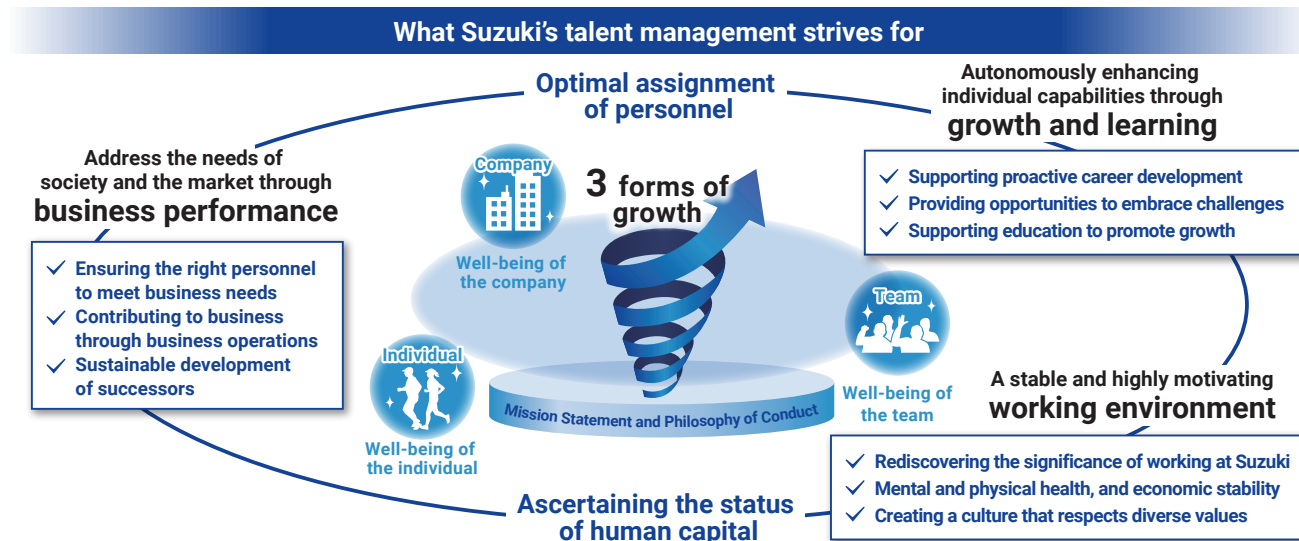 What Suzuki’s talent management strives for
Optimal assignment
of personnel
Autonomously enhancing
individual capabilities through
growth and learning
Supporting proactive career development
Providing opportunities to embrace challenges
Supporting education to promote growth
Address the needs of
society and the market through
business performance
Ensuring the right personnel
to meet business needs
Contributing to business
through business operations
Sustainable development
of successors
Company
Well-being of
the company
3 forms of
growth
Team
Well-being of
the team
Individual
Well-being of
the individual
Mission Statement and Philosophy of Conduct
A stable and highly motivating
working environment
Rediscovering the significance of working at Suzuki
Mental and physical health, and economic stability
Creating a culture that respects diverse values
Ascertaining the status
of human capital